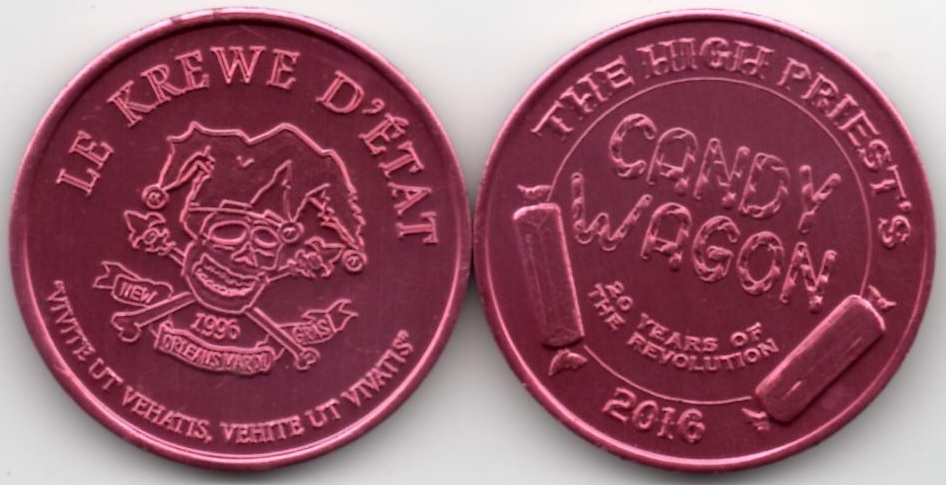 LE KREWE D'ÉTAT
NEW
1996
ORLEANS MARDI
GRAS
"VIVITE UT VEHATIS, VEHITE UT VIVATIS"
THE HIGH PRIEST'S
CANDY
WAGON
20 YEARS OF
THE REVOLUTION
2016